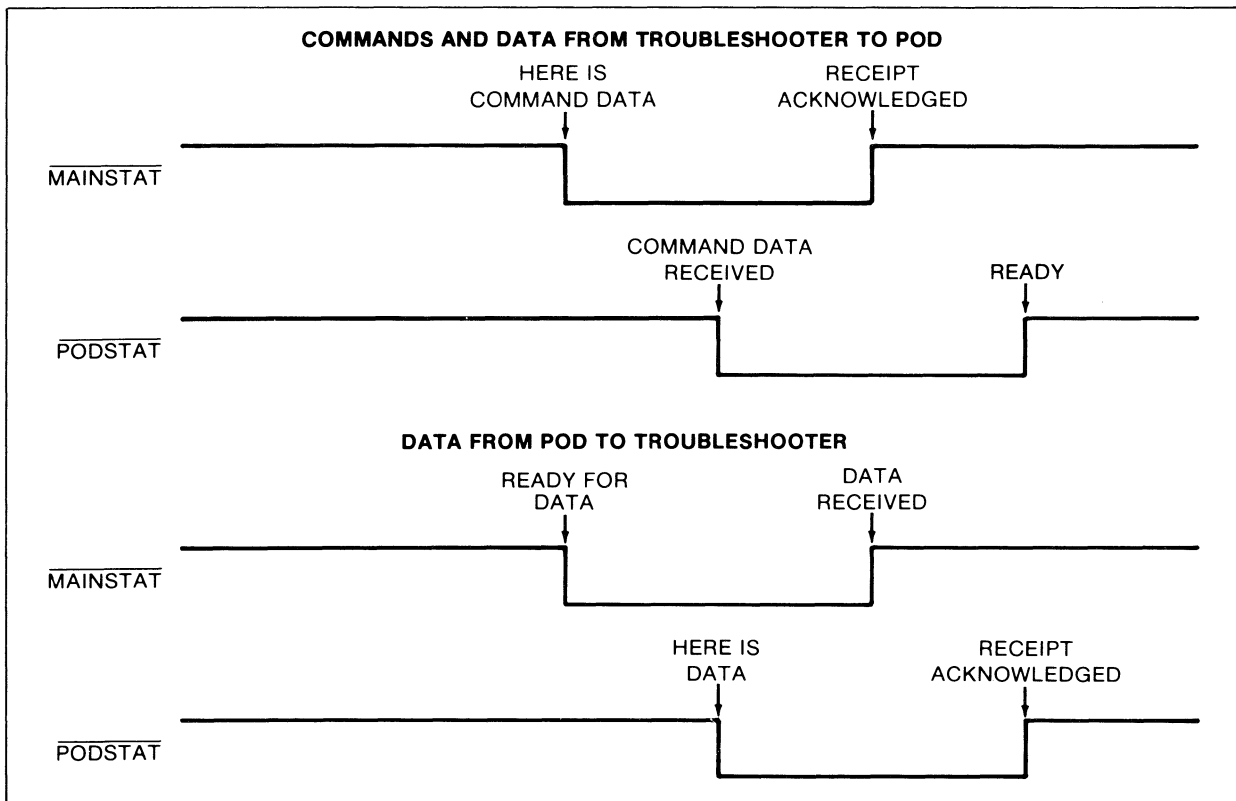 COMMANDS AND DATA FROM TROUBLESHOOTER TO POD
HERE IS
COMMAND DATA
RECEIPT
ACKNOWLEDGED
MAINSTAT
COMMAND DATA
RECEIVED
READY
PODSTAT
DATA FROM POD TO TROUBLESHOOTER
READY FOR
DATA
DATA
RECEIVED
MAINSTAT
HERE IS
DATA
RECEIPT
ACKNOWLEDGED
PODSTAT